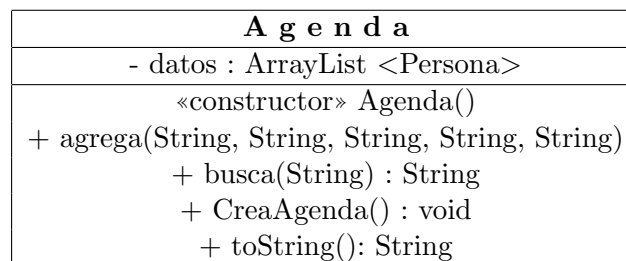 A g e n d a
- datos : ArrayList <Persona>
«constructor» Agenda()
+ agrega(String, String, String, String, String)
+ busca(String) : String
+ CreaAgenda() : void
+ toString(): String